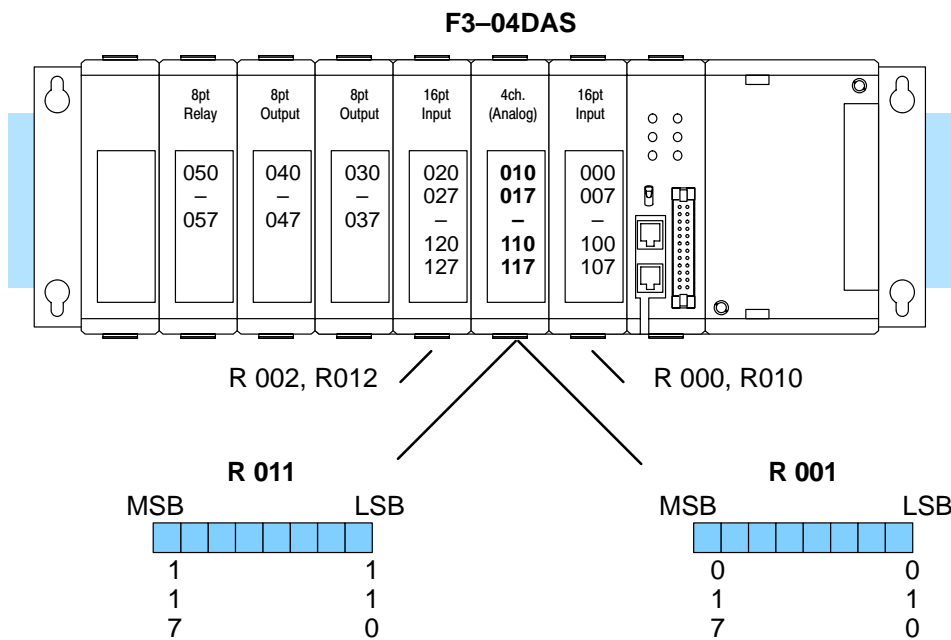 F3–04DAS
8pt
Relay
8pt
Output
8pt
Output
16pt
Input
4ch.
(Analog)
16pt
Input
050
–
057
040
–
047
030
–
037
020
027
–
120
127
010
017
–
110
117
000
007
–
100
107
R 002, R012
R 000, R010
R 011
MSB
LSB
1
1
7
1
1
0
R 001
MSB
LSB
0
1
7
0
1
0